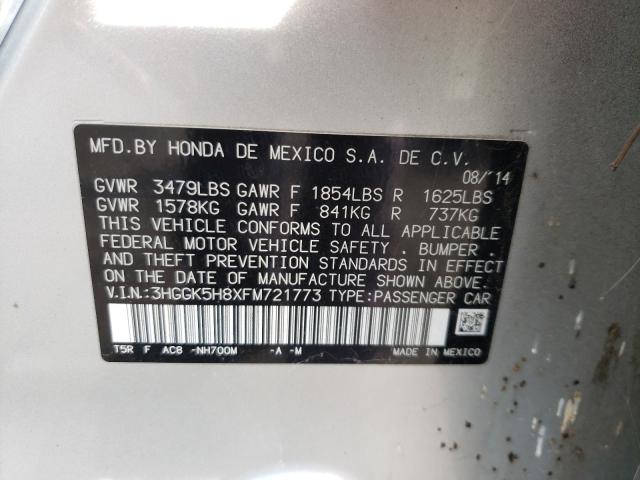 MFD.BY HONDA DE MEXICO S.A. DE C.V.
08/14
GVWR 3479LBS GAWR F 1854LBS R 1625LBS
GVWR 1578KG GAWR F 841KG R 737KG
THIS VEHICLE CONFORMS TO ALL APPLICABLE
FEDERAL MOTOR VEHICLE SAFETY . BUMPER .
AND THEFT PREVENTION STANDARDS IN EFFECT
ON THE DATE OF MANUFACTURE SHOWN ABOVE.
V.I.N.:3HGGK5H8XFM721773 TYPE:PASSENGER CAR
T5R F AC8 -NH700M -A -M MADE IN MEXICO